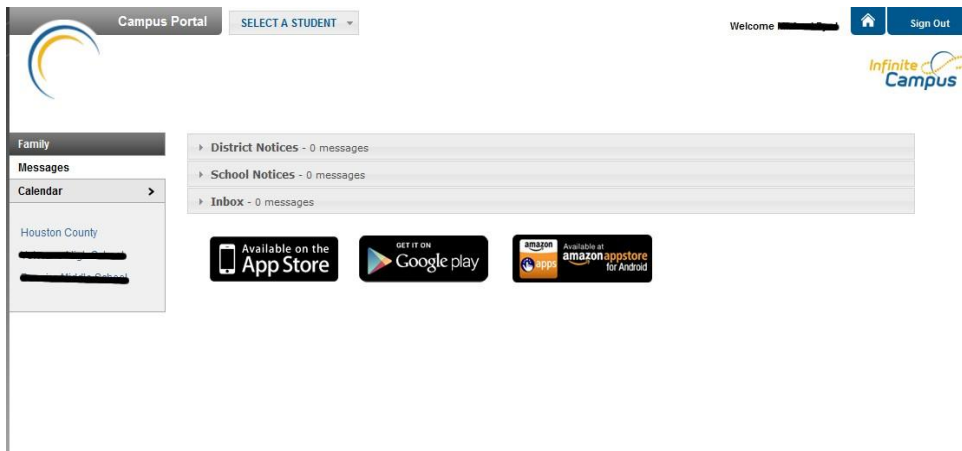 Campus Portal
SELECT A STUDENT
Welcome
Sign Out
Infinite
Campus
Family
Messages
Calendar
District Notices - 0 messages
School Notices - 0 messages
Inbox - 0 messages
Houston County
Available on the
App Store
GET IT ON
Google play
amazon
apps
Available at
amazonappstore
for Android